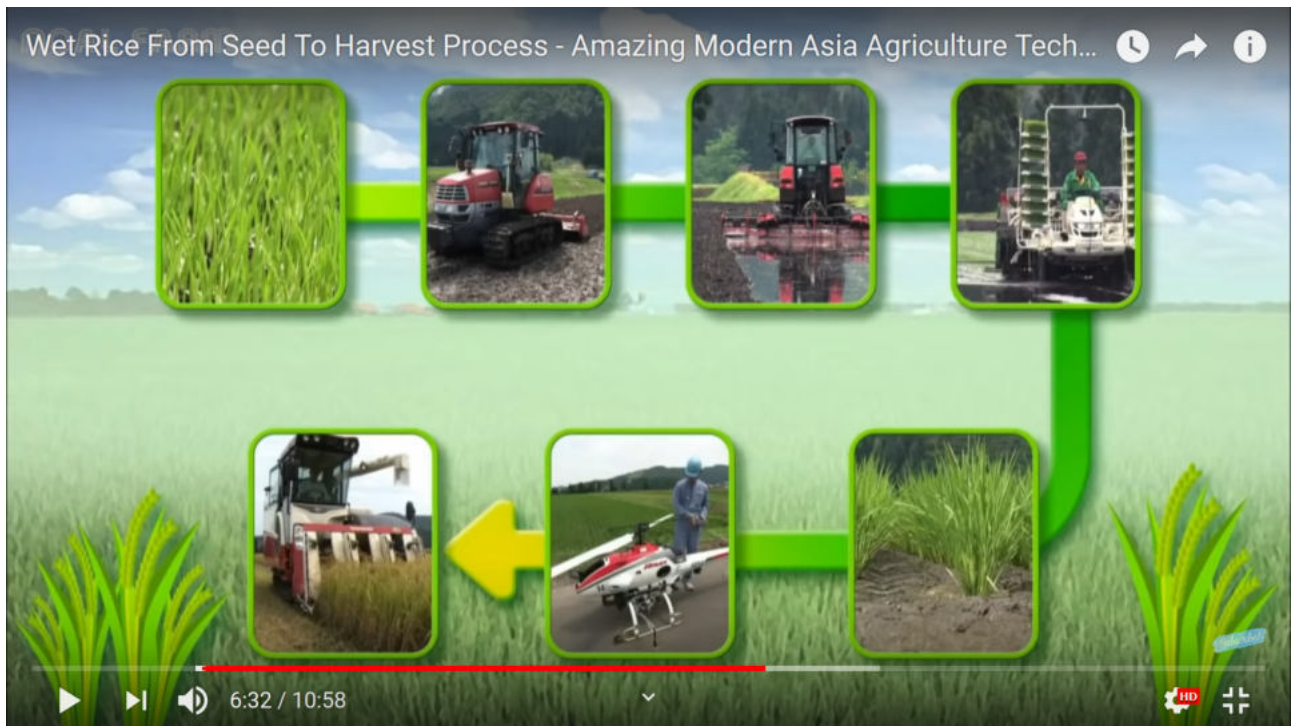 Wet Rice From Seed To Harvest Process - Amazing Modern Asia Agriculture Tech...
6:32 / 10:58
HD